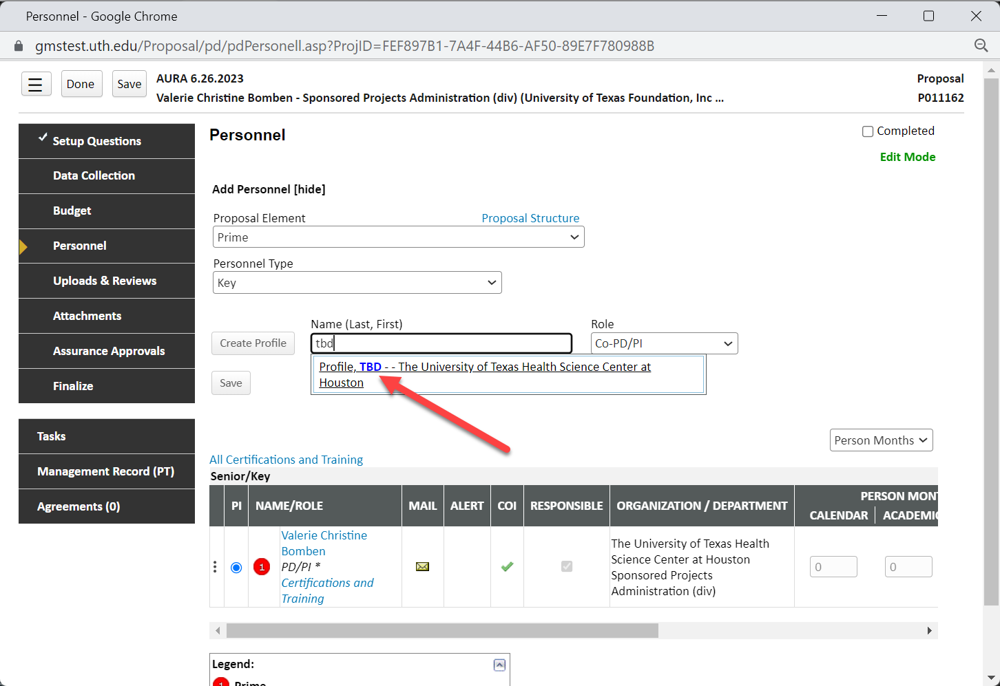 Personnel - Google Chrome
gmstest.uth.edu/Proposal/pd/pdPersonell.asp?ProjID=FEF897B1-7A4F-44B6-AF50-89E7F780988B
Done
Save
AURA 6.26.2023
Valerie Christine Bomben - Sponsored Projects Administration (div) (University of Texas Foundation, Inc ...
Proposal
P011162
Setup Questions
Data Collection
Budget
Personnel
Uploads & Reviews
Attachments
Assurance Approvals
Finalize
Tasks
Management Record (PT)
Agreements (0)
Personnel
Completed
Edit Mode
Add Personnel [hide]
Proposal Element
Proposal Structure
Prime
Personnel Type
Key
Name (Last, First)
Role
Create Profile
tbd
Co-PD/PI
Profile, TBD - - The University of Texas Health Science Center at
Houston
Save
Person Months
All Certifications and Training
Senior/Key
PERSON MONT
PI
NAME/ROLE
MAIL
ALERT
COI
RESPONSIBLE
ORGANIZATION / DEPARTMENT
CALENDAR
ACADEMIC
1
Valerie Christine
Bomben
PD/PI *
Certifications and
Training
The University of Texas Health
Science Center at Houston
Sponsored Projects
Administration (div)
0
0
Legend:
1 Prime